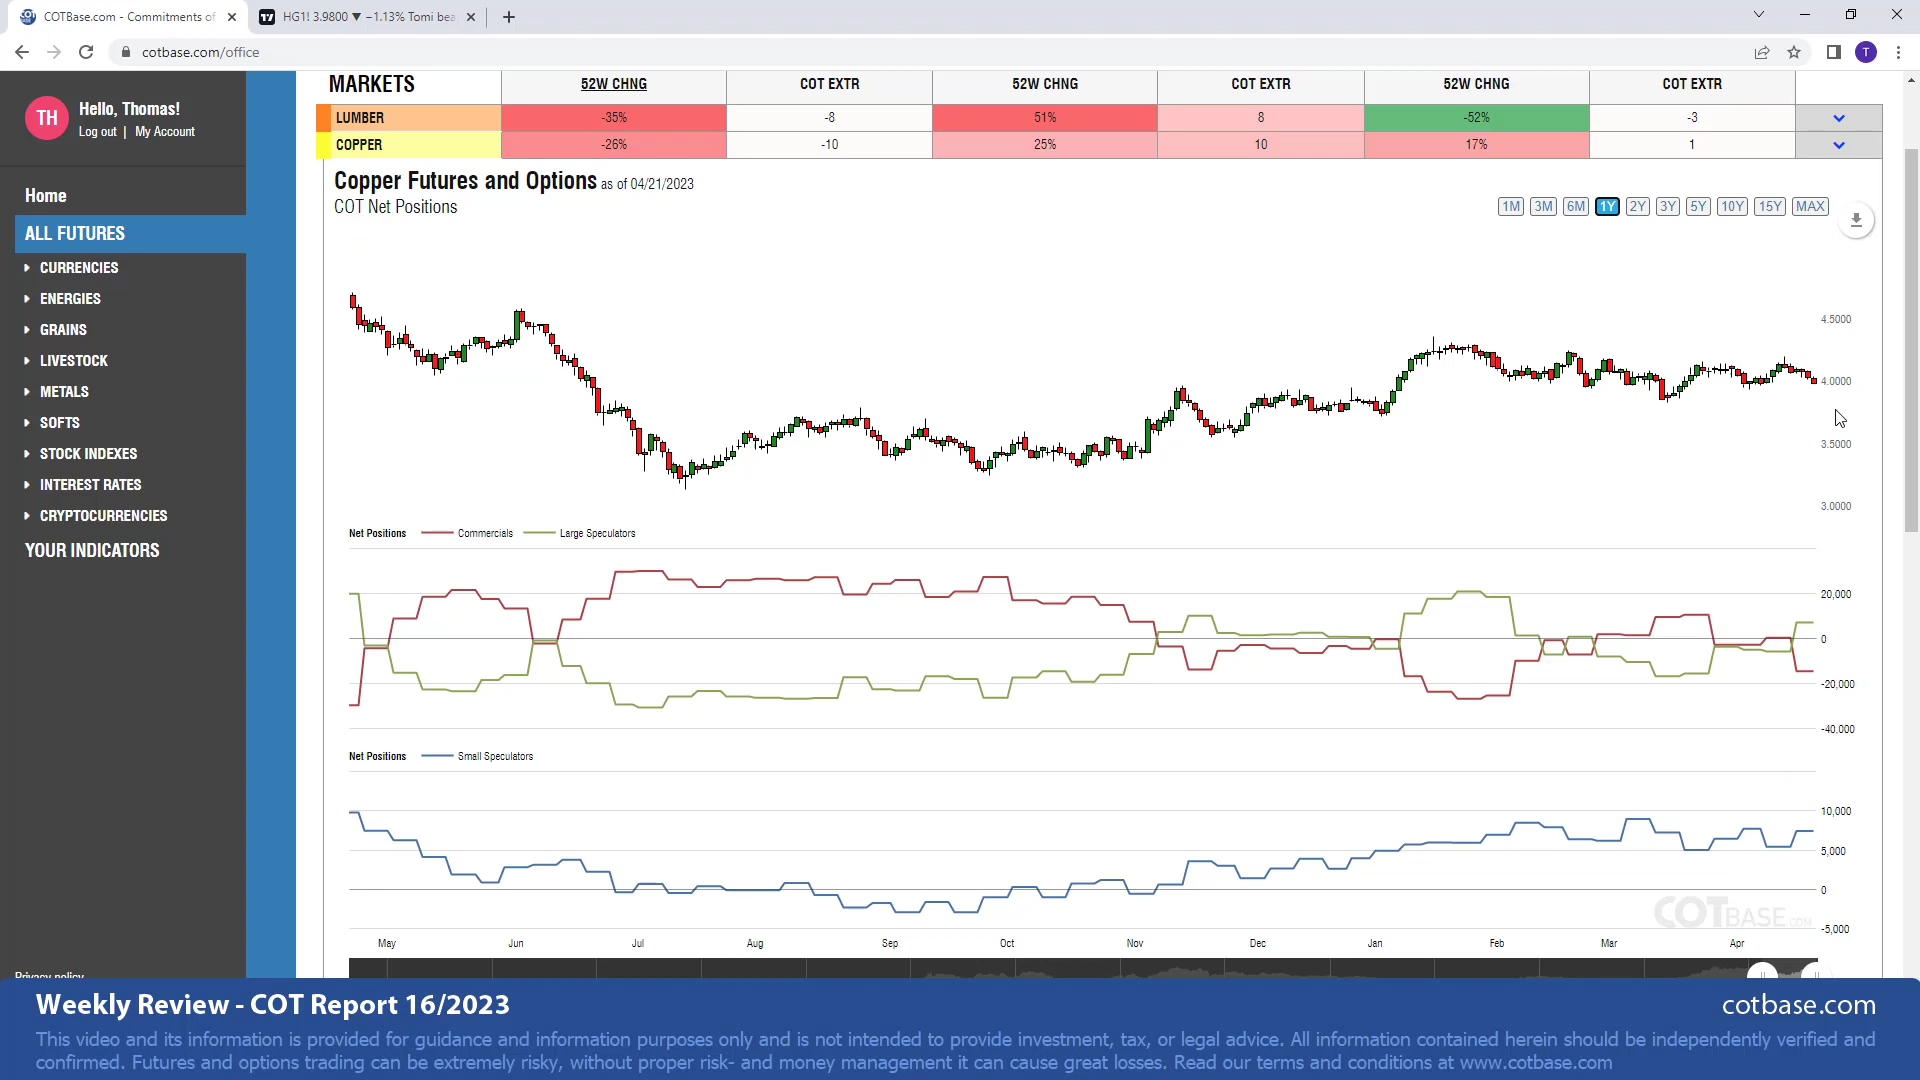 COTBase.com - Commitments of
HG1! 3.9800 ▼ −1.13% Tomi bea
cotbase.com/office
T
TH
Hello, Thomas!
Log out | My Account
Home
ALL FUTURES
CURRENCIES
ENERGIES
GRAINS
LIVESTOCK
METALS
SOFTS
STOCK INDEXES
INTEREST RATES
CRYPTOCURRENCIES
YOUR INDICATORS
Privacy policy
MARKETS 52W CHNG COT EXTR 52W CHNG COT EXTR 52W CHNG COT EXTR
LUMBER -35% -8 51% 8 -52% -3
COPPER -26% -10 25% 10 17% 1
Copper Futures and Options as of 04/21/2023
COT Net Positions
1M 3M 6M 1Y 2Y 3Y 5Y 10Y 15Y MAX
4.5000
4.0000
3.5000
3.0000
Net Positions Commercials Large Speculators
20,000
0
-20,000
-40,000
Net Positions Small Speculators
10,000
5,000
0
-5,000
COTBASE.COM
May Jun Jul Aug Sep Oct Nov Dec Jan Feb Mar Apr
Weekly Review - COT Report 16/2023
cotbase.com
This video and its information is provided for guidance and information purposes only and is not intended to provide investment, tax, or legal advice. All information contained herein should be independently verified and
confirmed. Futures and options trading can be extremely risky, without proper risk- and money management it can cause great losses. Read our terms and conditions at www.cotbase.com